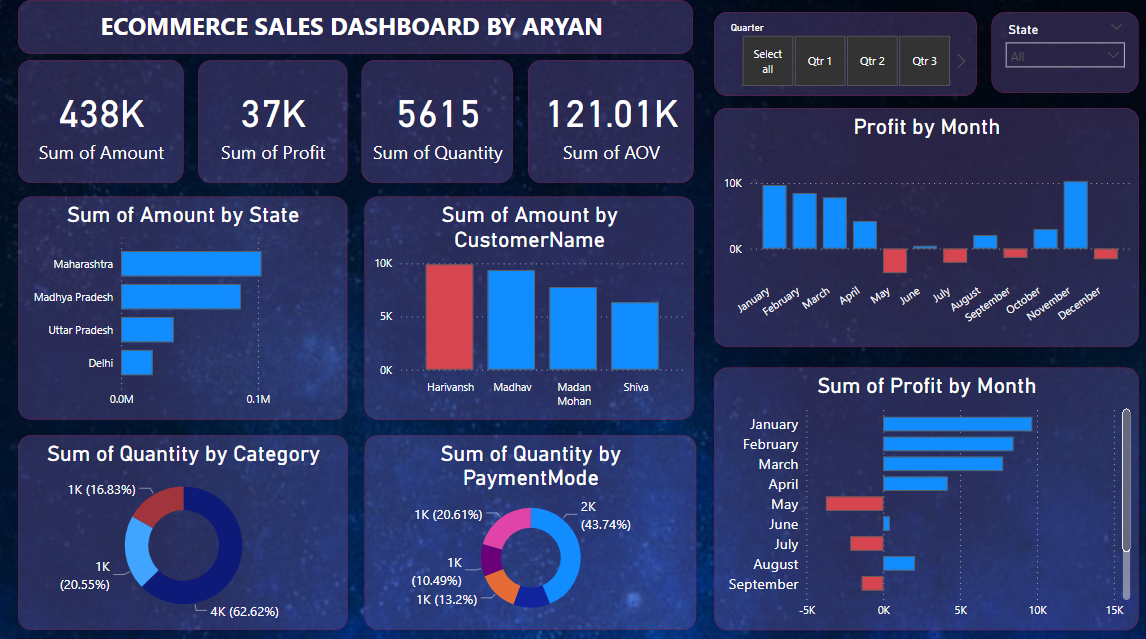 ECOMMERCE SALES DASHBOARD BY ARYAN
Quarter
Select all
Qtr 1
Qtr 2
Qtr 3
State
All
438K
Sum of Amount
37K
Sum of Profit
5615
Sum of Quantity
121.01K
Sum of AOV
Sum of Amount by State
Maharashtra
Madhya Pradesh
Uttar Pradesh
Delhi
0.0M
0.1M
Sum of Amount by
CustomerName
10K
5K
0K
Harivansh
Madhav
Madan
Mohan
Shiva
Profit by Month
10K
0K
January
February
March
April
May
June
July
August
September
October
November
December
Sum of Quantity by Category
1K (16.83%)
1K
(20.55%)
4K (62.62%)
Sum of Quantity by
PaymentMode
1K (20.61%)
2K
(43.74%)
1K
(10.49%)
1K (13.2%)
Sum of Profit by Month
January
February
March
April
May
June
July
August
September
-5K
0K
5K
10K
15K